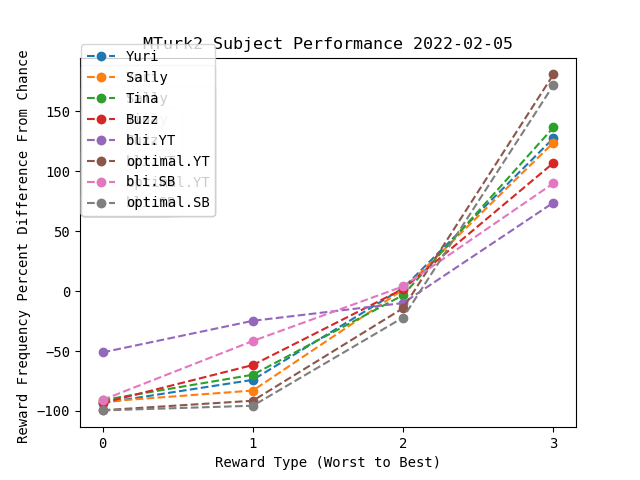 MTurk2 Subject Performance 2022-02-05
Yuri
Sally
Tina
Buzz
bli.YT
optimal.YT
bli.SB
optimal.SB
Reward Frequency Percent Difference From Chance
150
100
50
0
−50
−100
0 1 2 3
Reward Type (Worst to Best)